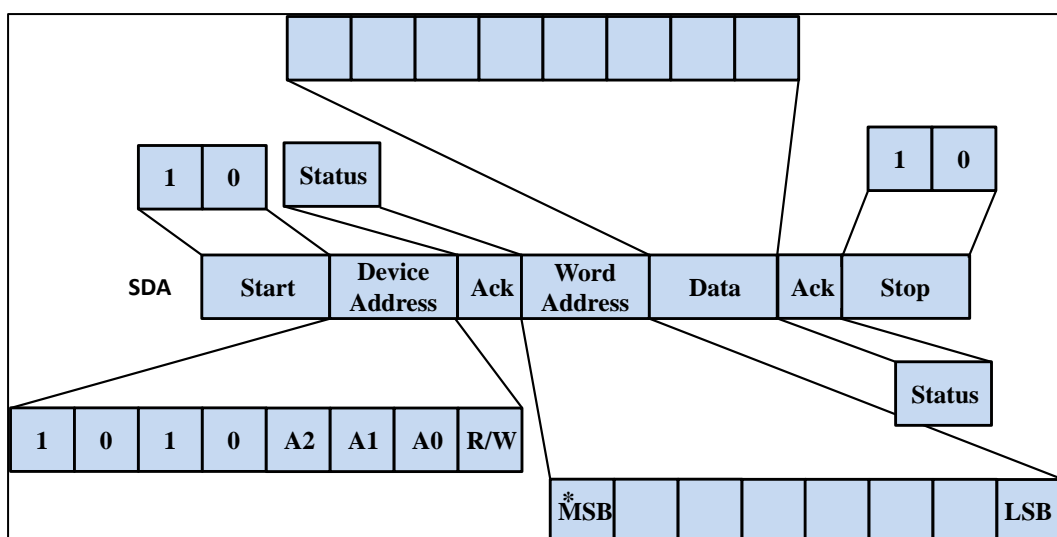 1 0
Status
1 0
SDA
Start
Device
Address
Ack
Word
Address
Data
Ack
Stop
Status
1 0 1 0 A2 A1 A0 R/W
*
MSB
LSB